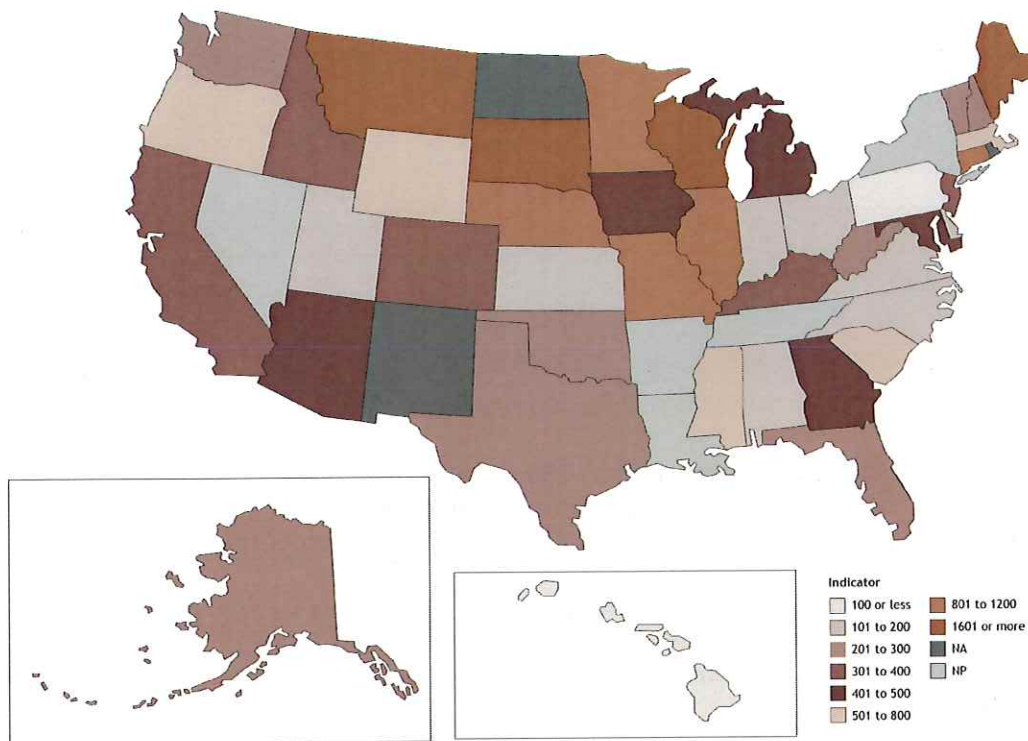 Indicator
100 or less
101 to 200
201 to 300
301 to 400
401 to 500
501 to 800
801 to 1200
1601 or more
NA
NP